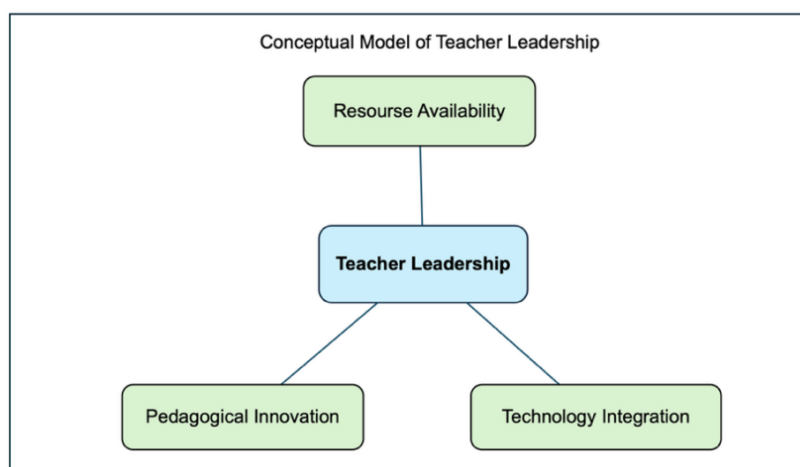 Conceptual Model of Teacher Leadership
Resourse Availability
Teacher Leadership
Pedagogical Innovation
Technology Integration